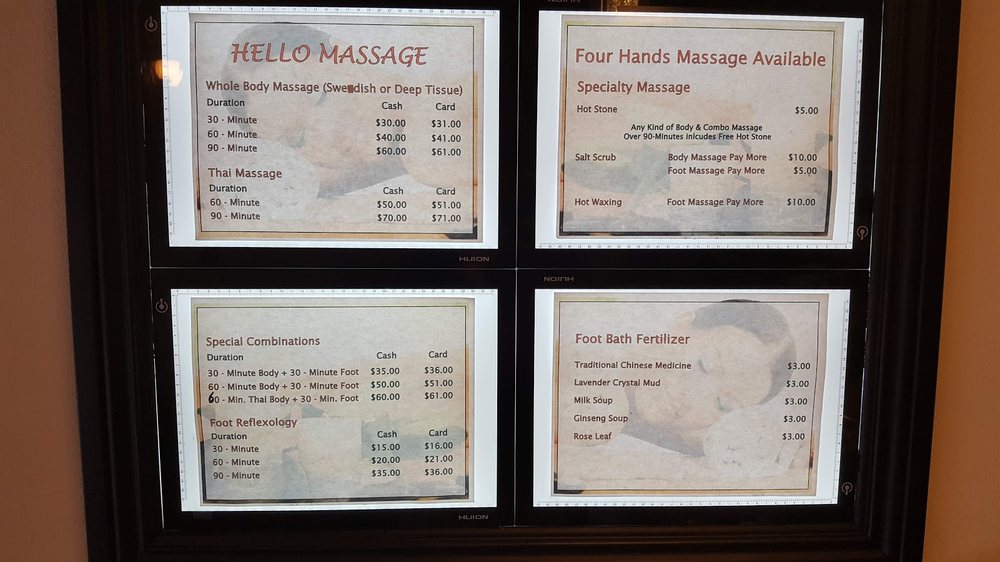 HELLO MASSAGE
Whole Body Massage (Swedish or Deep Tissue)
Duration Cash Card
30 - Minute $30.00 $31.00
60 - Minute $40.00 $41.00
90 - Minute $60.00 $61.00
Thai Massage
Duration Cash Card
60 - Minute $50.00 $51.00
90 - Minute $70.00 $71.00
HUION
HUION
Four Hands Massage Available
Specialty Massage
Hot Stone $5.00
Any Kind of Body & Combo Massage
Over 90-Minutes Inlcudes Free Hot Stone
Salt Scrub Body Massage Pay More $10.00
Foot Massage Pay More $5.00
Hot Waxing Foot Massage Pay More $10.00
Special Combinations
Duration Cash Card
30 - Minute Body + 30 - Minute Foot $35.00 $36.00
60 - Minute Body + 30 - Minute Foot $50.00 $51.00
60 - Min. Thai Body + 30 - Min. Foot $60.00 $61.00
Foot Reflexology
Duration Cash Card
30 - Minute $15.00 $16.00
60 - Minute $20.00 $21.00
90 - Minute $35.00 $36.00
HUION
HUION
Foot Bath Fertilizer
Traditional Chinese Medicine $3.00
Lavender Crystal Mud $3.00
Milk Soup $3.00
Ginseng Soup $3.00
Rose Leaf $3.00